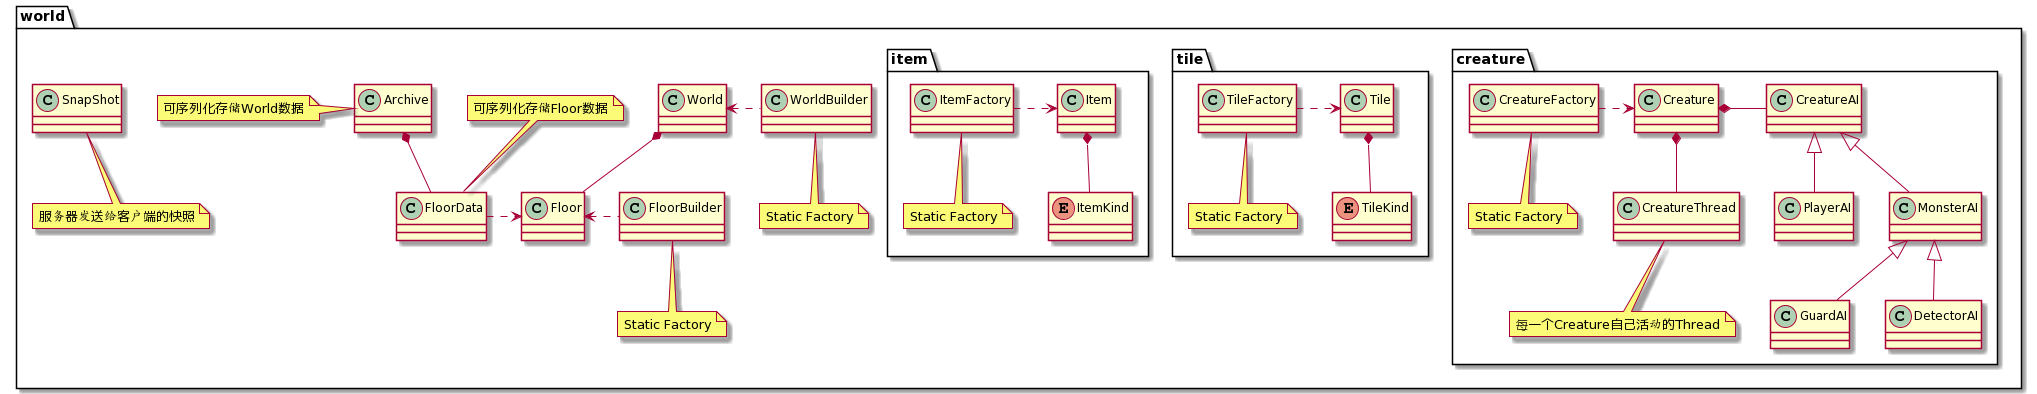 world
item
tile
creature
C SnapShot
可序列化存储World数据
C Archive
可序列化存储Floor数据
C World
C WorldBuilder
C ItemFactory
C Item
C TileFactory
C Tile
C CreatureFactory
C Creature
C CreatureAI
服务器发送给客户端的快照
C FloorData
C Floor
C FloorBuilder
Static Factory
Static Factory
E ItemKind
Static Factory
E TileKind
Static Factory
C CreatureThread
C PlayerAI
C MonsterAI
Static Factory
每一个Creature自己活动的Thread
C GuardAI
C DetectorAI